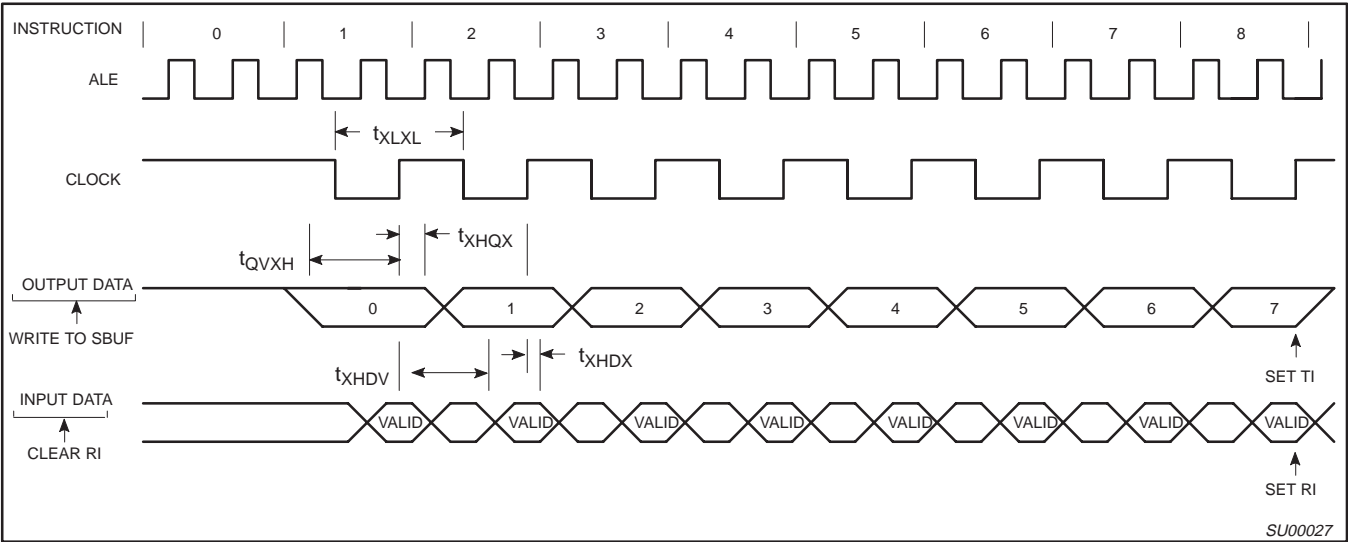 INSTRUCTION 0 1 2 3 4 5 6 7 8
ALE
tXLXL
CLOCK
tXHQX
tQVXH
OUTPUT DATA
0 1 2 3 4 5 6 7
WRITE TO SBUF
tXHDX
tXHDV
SET TI
INPUT DATA
VALID VALID VALID VALID VALID VALID VALID VALID
CLEAR RI
SET RI
SU00027